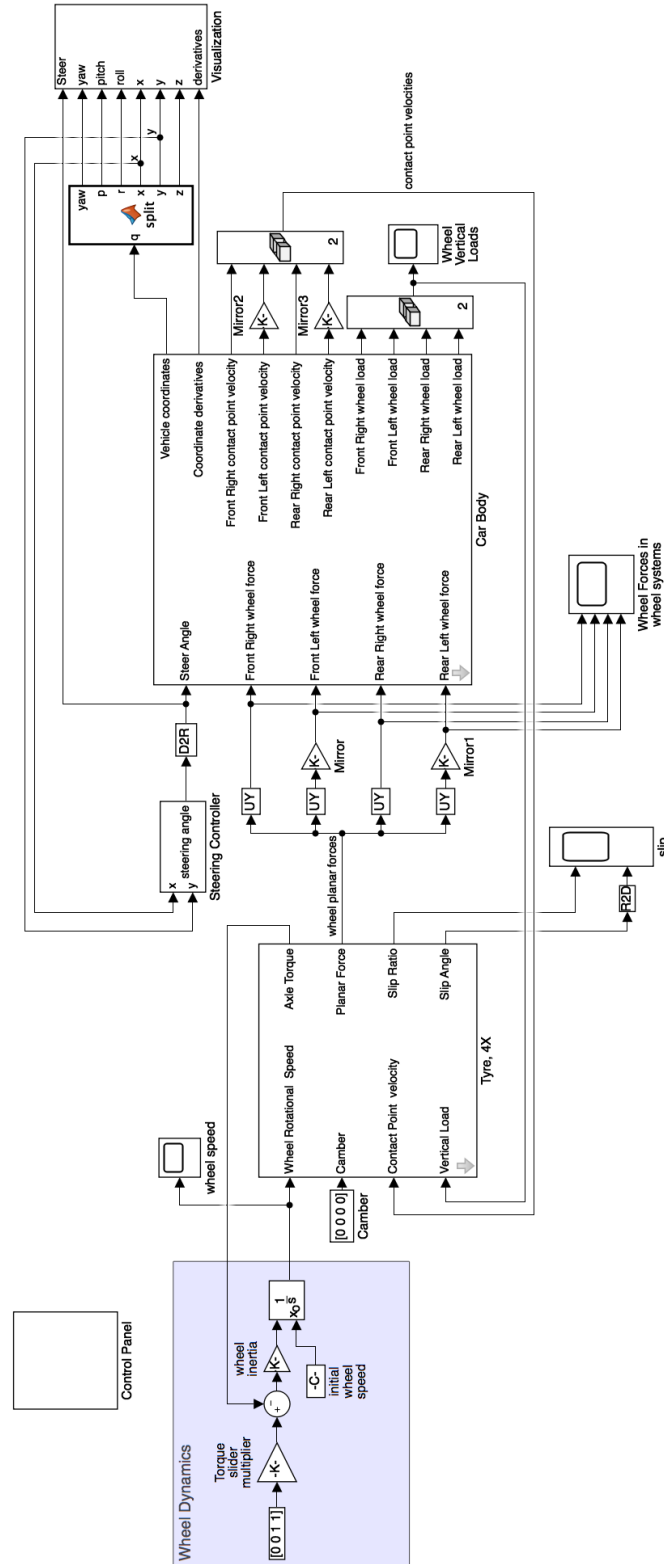 Control Panel
Wheel Dynamics
[0 0 1 1]
-K-
Torque
slider
multiplier
+
−
K-
wheel
inertia
-C-
initial
wheel
speed
1
s
xo
wheel speed
[0 0 0 0]
Camber
Wheel Rotational Speed
Camber
Contact Point velocity
Vertical Load
Axle Torque
Planar Force
Slip Ratio
Slip Angle
Tyre, 4X
R2D
slip
wheel planar forces
UY
UY
UY
UY
K-
Mirror
K-
Mirror1
x
y
steering angle
Steering Controller
D2R
Steer Angle
Front Right wheel force
Front Left wheel force
Rear Right wheel force
Rear Left wheel force
Vehicle coordinates
Coordinate derivatives
Front Right contact point velocity
Front Left contact point velocity
Rear Right contact point velocity
Rear Left contact point velocity
Front Right wheel load
Front Left wheel load
Rear Right wheel load
Rear Left wheel load
Car Body
Wheel Forces in
wheel systems
Mirror2
K-
Mirror3
K-
2
2
Wheel
Vertical
Loads
contact point velocities
q
split
yaw
p
r
x
y
z
x
y
Steer
yaw
pitch
roll
x
y
z
derivatives
Visualization